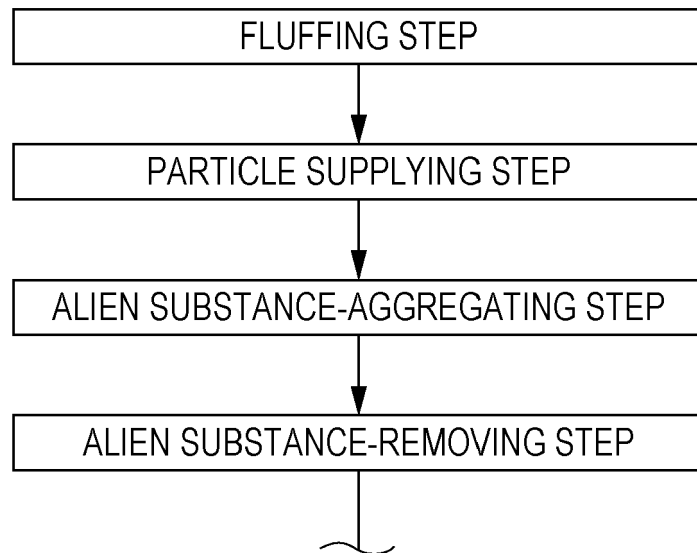 FLUFFING STEP
PARTICLE SUPPLYING STEP
ALIEN SUBSTANCE-AGGREGATING STEP
ALIEN SUBSTANCE-REMOVING STEP